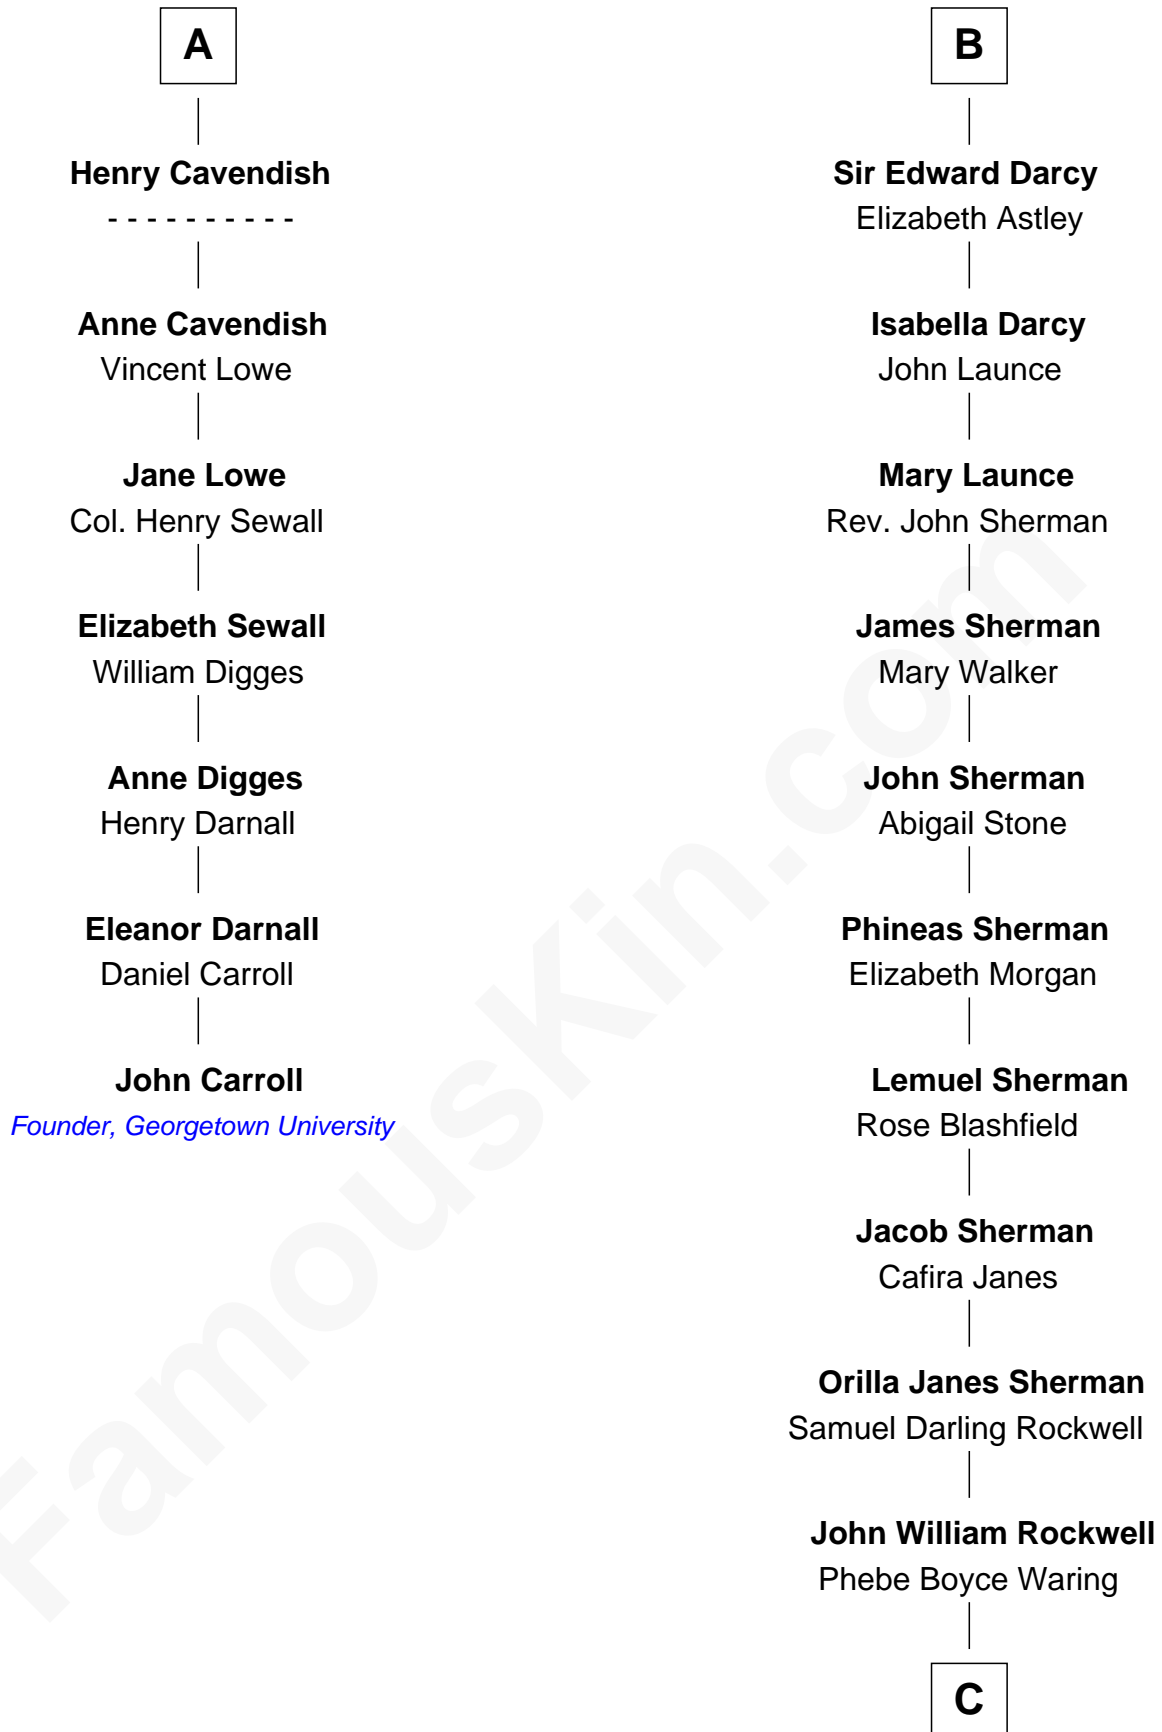 A
Henry Cavendish
- - - - - - - - - -
Anne Cavendish
Vincent Lowe
Jane Lowe
Col. Henry Sewall
Elizabeth Sewall
William Digges
Anne Digges
Henry Darnall
Eleanor Darnall
Daniel Carroll
John Carroll
Founder, Georgetown University
B
Sir Edward Darcy
Elizabeth Astley
Isabella Darcy
John Launce
Mary Launce
Rev. John Sherman
James Sherman
Mary Walker
John Sherman
Abigail Stone
Phineas Sherman
Elizabeth Morgan
Lemuel Sherman
Rose Blashfield
Jacob Sherman
Cafira Janes
Orilla Janes Sherman
Samuel Darling Rockwell
John William Rockwell
Phebe Boyce Waring
C
FamousKin.com